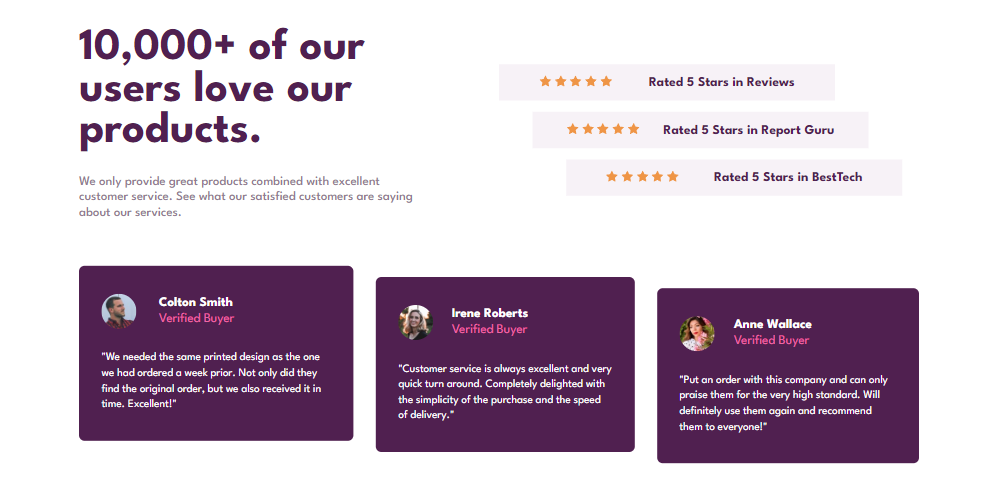 10,000+ of our
users love our
products.
We only provide great products combined with excellent
customer service. See what our satisfied customers are saying
about our services.
Rated 5 Stars in Reviews
Rated 5 Stars in Report Guru
Rated 5 Stars in BestTech
Colton Smith
Verified Buyer
"We needed the same printed design as the one
we had ordered a week prior. Not only did they
find the original order, but we also received it in
time. Excellent!"
Irene Roberts
Verified Buyer
"Customer service is always excellent and very
quick turn around. Completely delighted with
the simplicity of the purchase and the speed
of delivery."
Anne Wallace
Verified Buyer
"Put an order with this company and can only
praise them for the very high standard. Will
definitely use them again and recommend
them to everyone!"